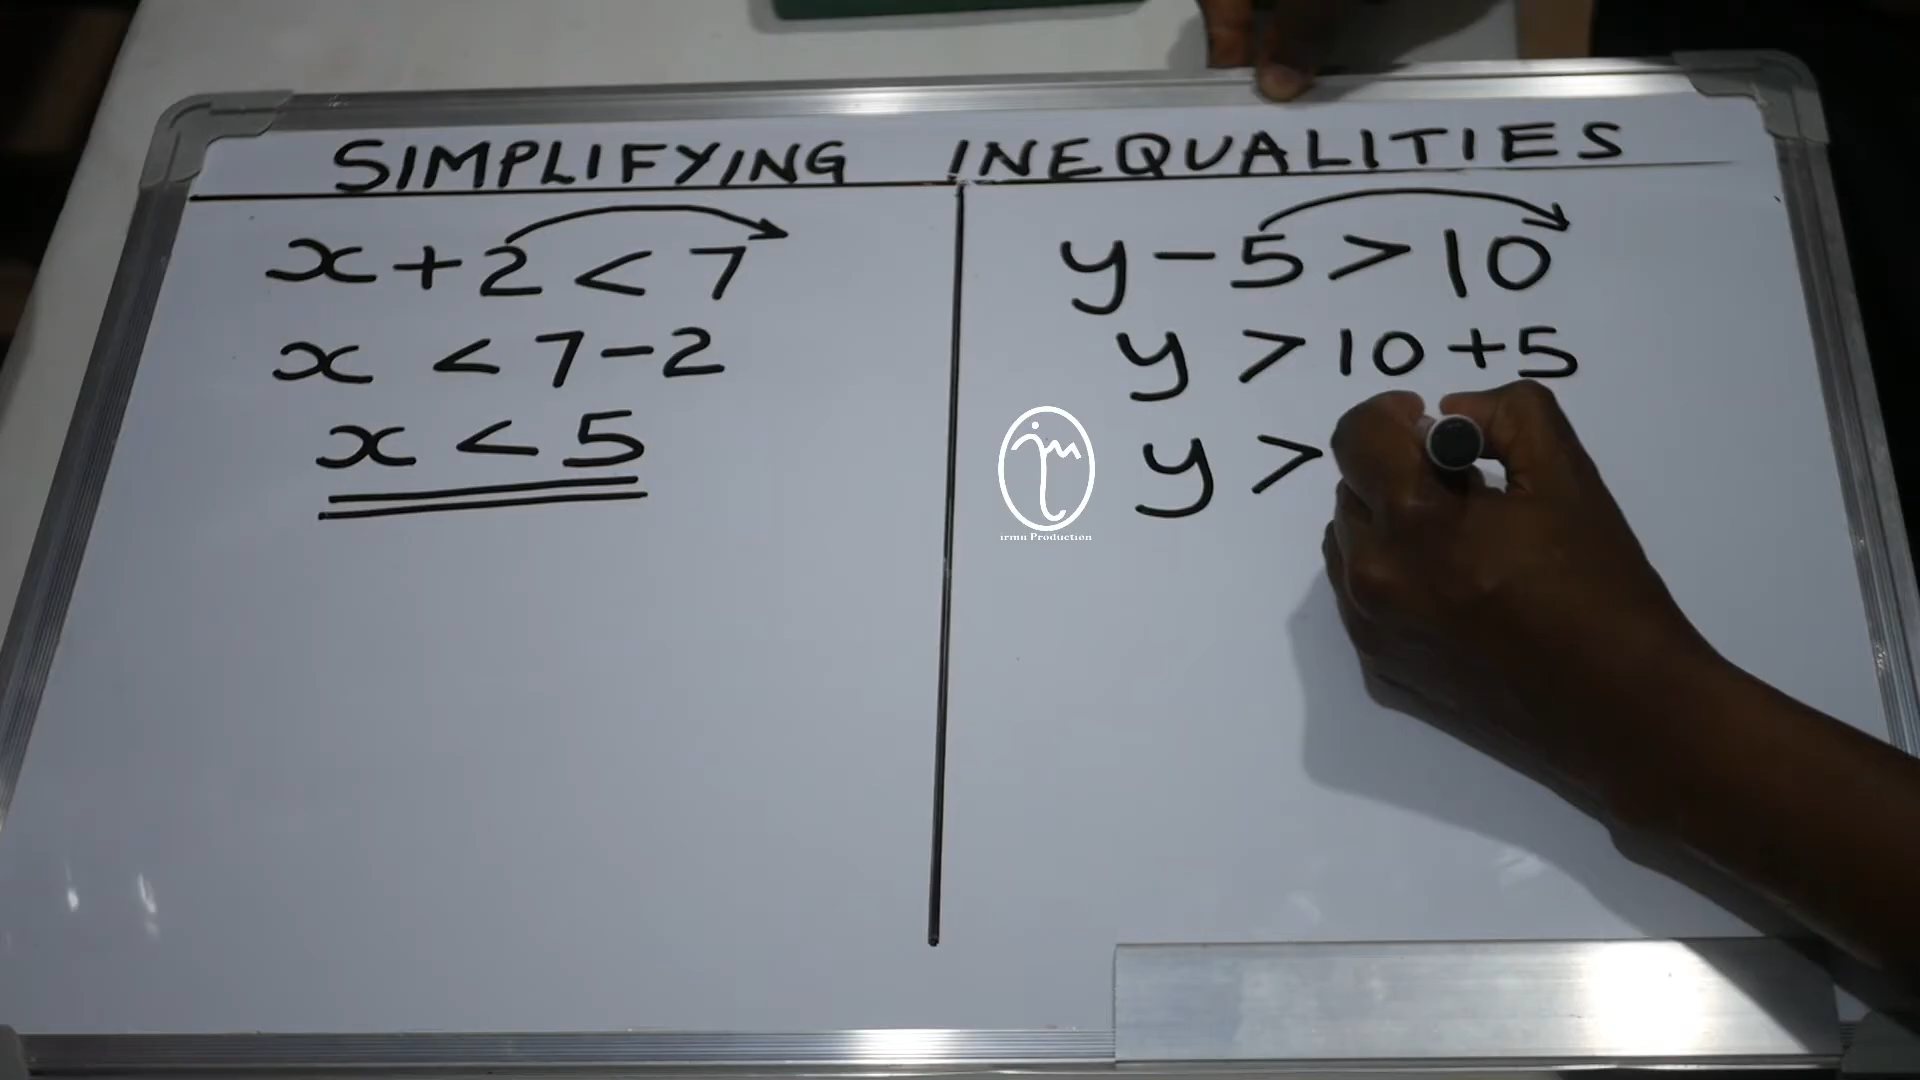 SIMPLIFYING INEQUALITIES
x + 2 < 7
x < 7 - 2
x < 5
y - 5 > 10
y > 10 + 5
y >
irmu Production